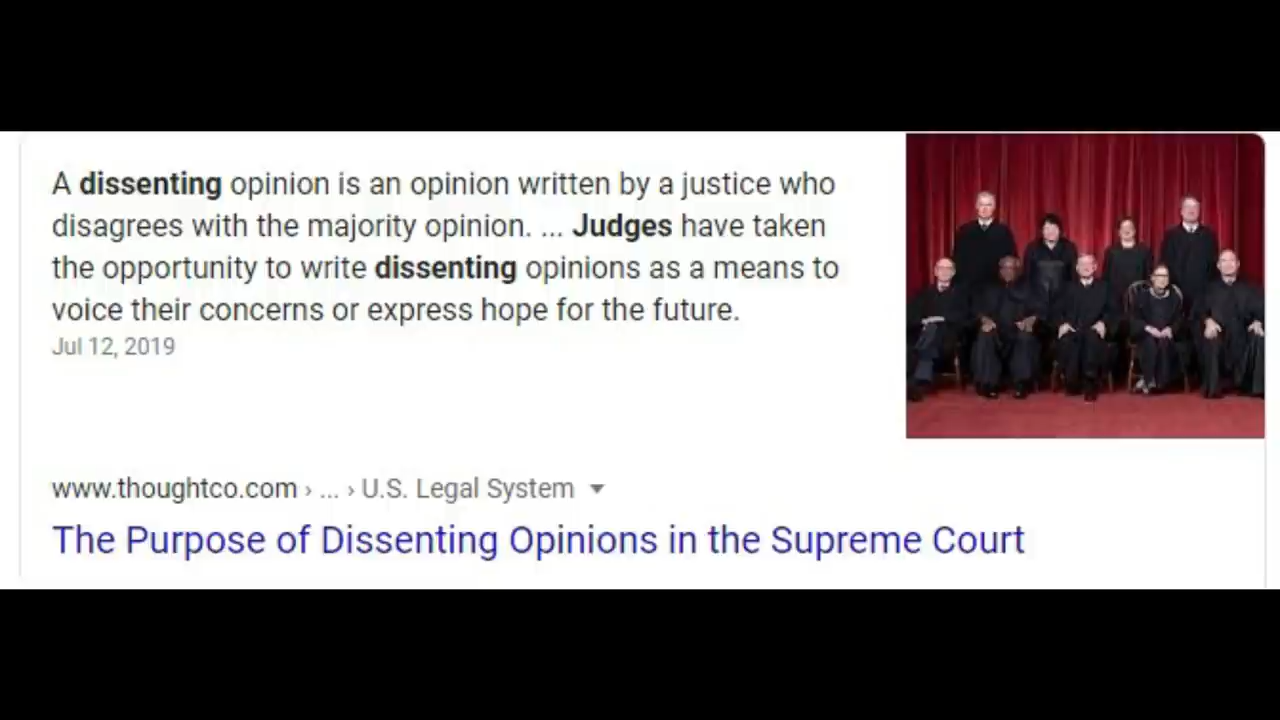 A dissenting opinion is an opinion written by a justice who
disagrees with the majority opinion. ... Judges have taken
the opportunity to write dissenting opinions as a means to
voice their concerns or express hope for the future.
Jul 12, 2019
www.thoughtco.com › ... › U.S. Legal System
The Purpose of Dissenting Opinions in the Supreme Court